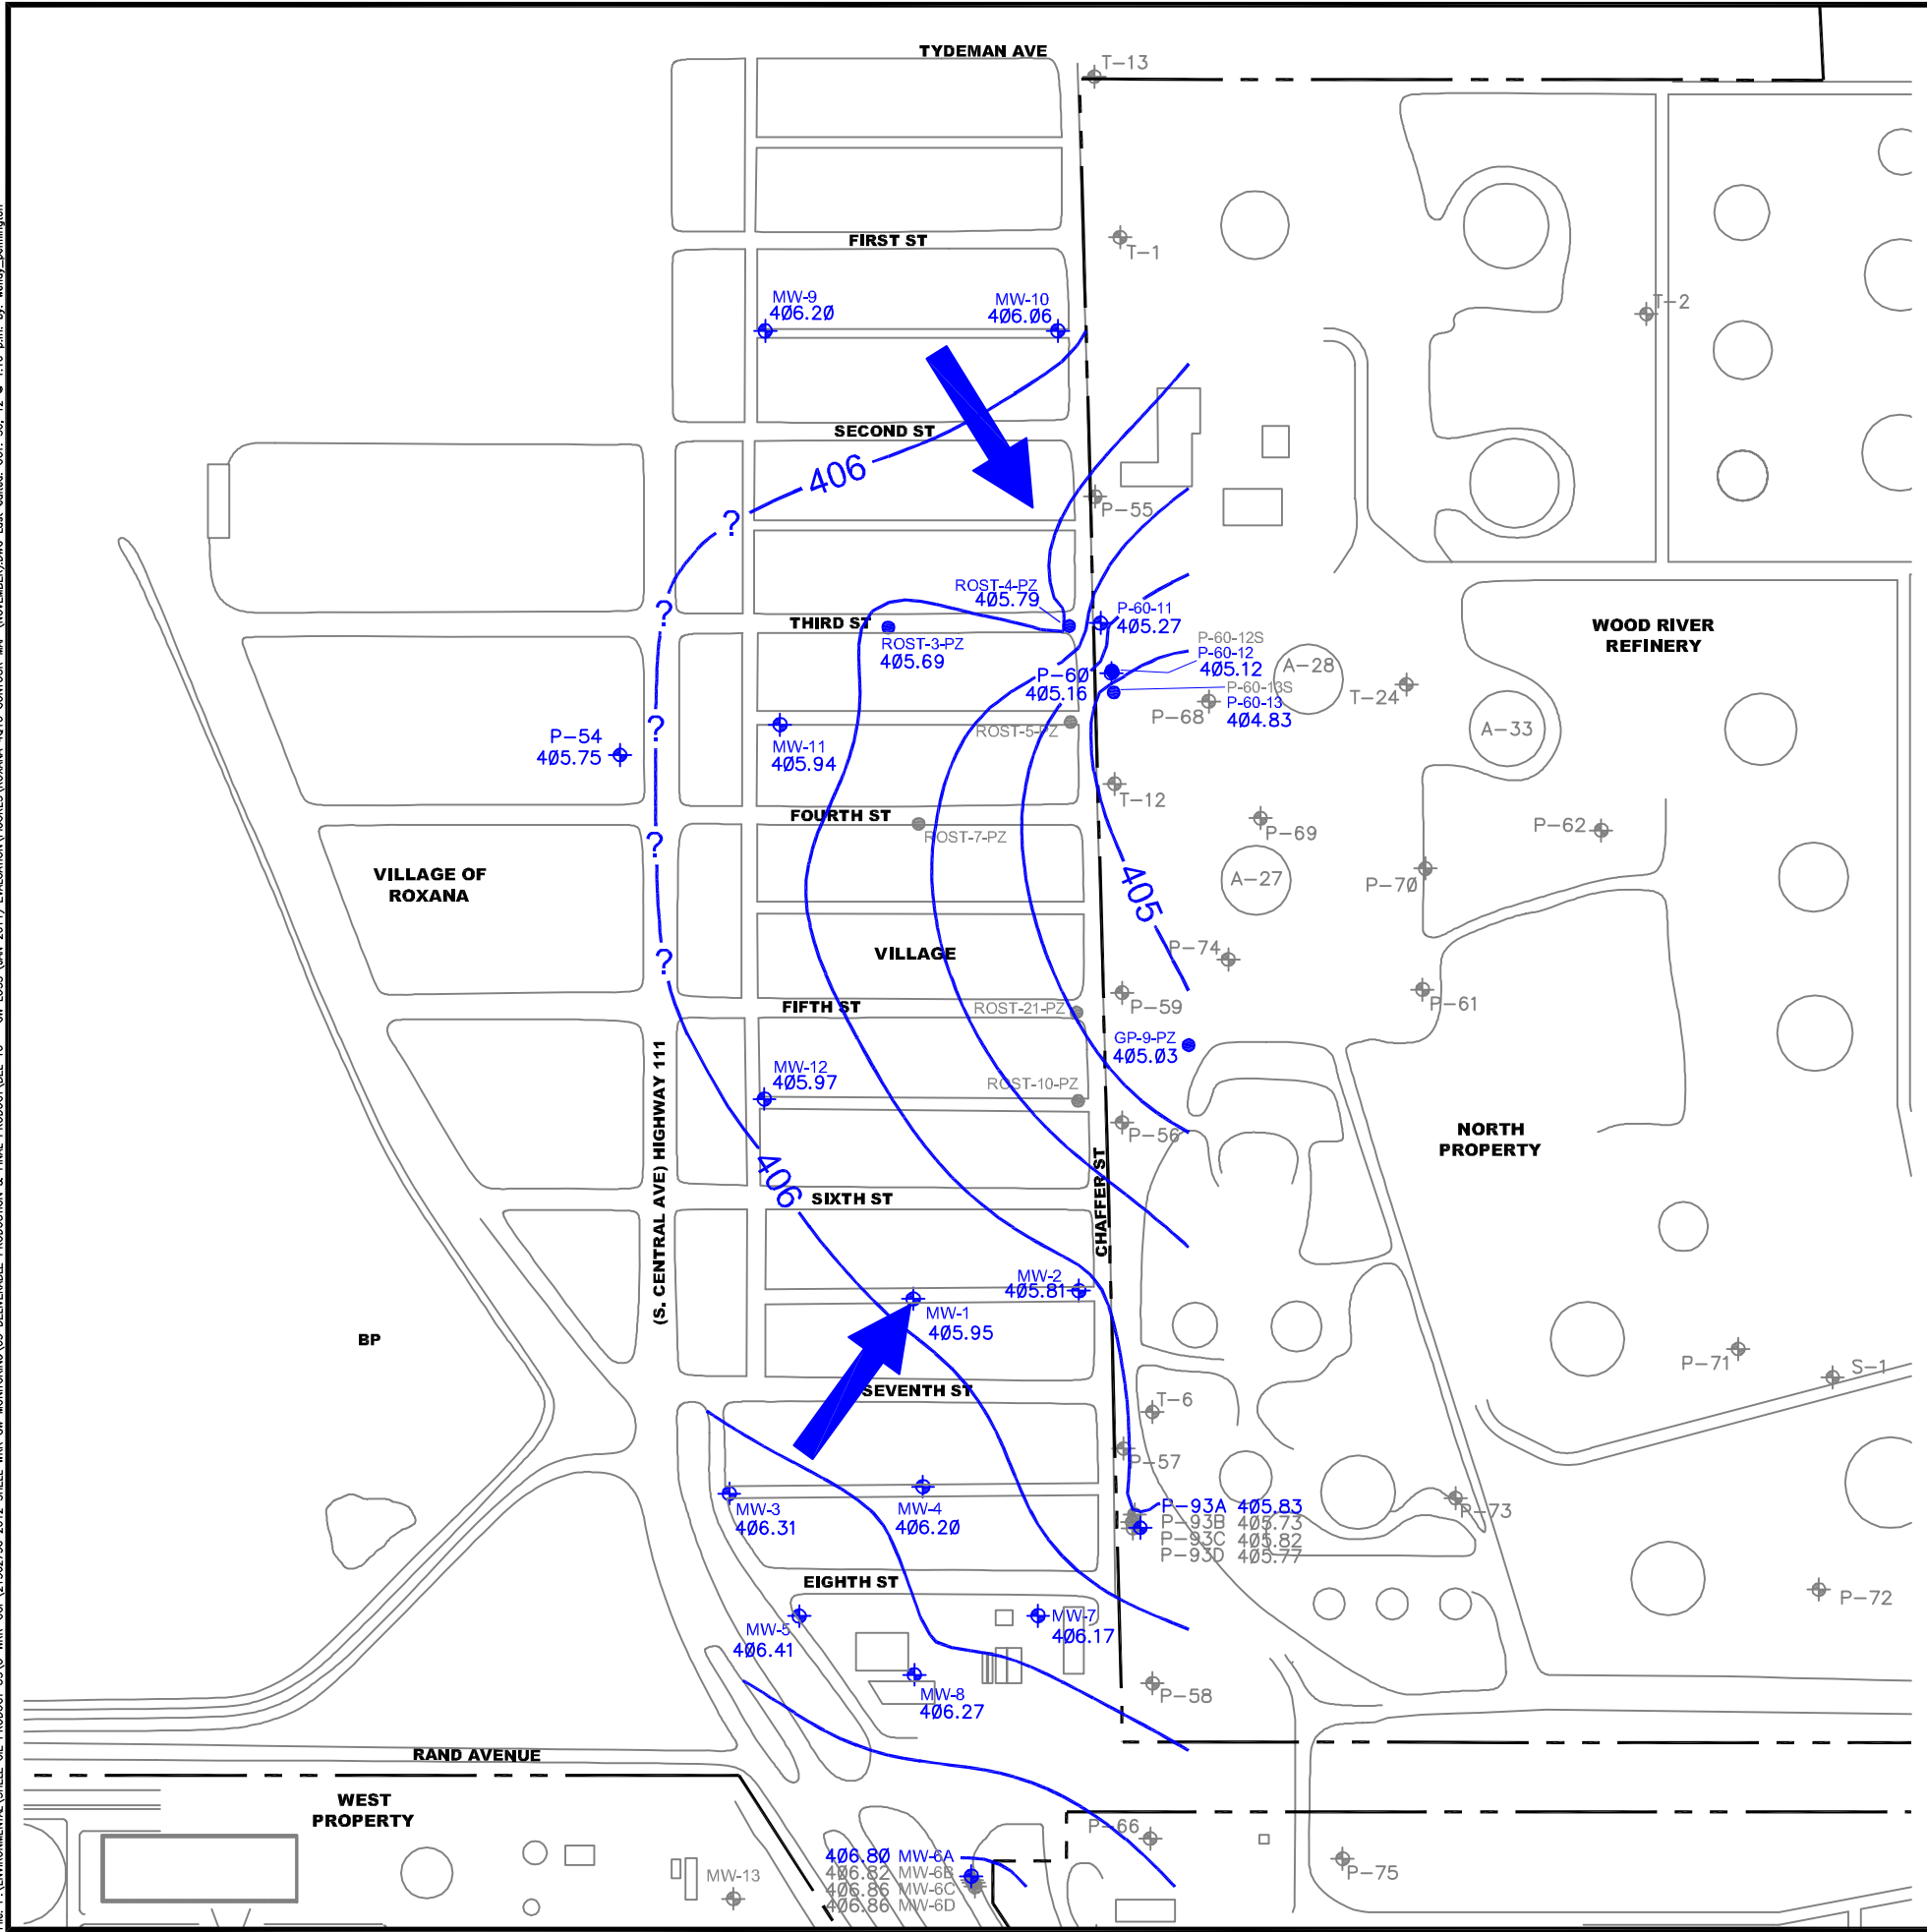 TYDEMAN AVE
T-13
FIRST ST
T-1
MW-9
406.20
MW-10
406.06
T-2
SECOND ST
406
?
P-55
?
ROST-4-PZ
405.79
P-60-11
405.27
THIRD ST
ROST-3-PZ
405.69
WOOD RIVER
REFINERY
P-60-12S
P-60-12
405.12
P-60
405.16
P-60-13S
P-60-13
404.83
A-28
T-24
P-68
A-33
ROST-5-PZ
?
P-54
405.75
MW-11
405.94
T-12
FOURTH ST
ROST-7-PZ
P-69
P-62
?
VILLAGE OF
ROXANA
405
A-27
P-70
VILLAGE
P-74
?
FIFTH ST
ROST-21-PZ
P-59
P-61
GP-9-PZ
405.03
(S. CENTRAL AVE) HIGHWAY 111
MW-12
405.97
ROST-10-PZ
P-56
NORTH
PROPERTY
CHAFFER ST
406
SIXTH ST
MW-2
405.81
MW-1
405.95
BP
P-71
S-1
SEVENTH ST
T-6
P-57
MW-3
406.31
MW-4
406.20
P-93A 405.83
P-93B 405.73
P-93C 405.82
P-93D 405.77
P-73
EIGHTH ST
P-72
MW-5
406.41
MW-7
406.17
MW-8
406.27
P-58
RAND AVENUE
WEST
PROPERTY
P-66
P-75
406.80 MW-6A
406.82 MW-6B
406.86 MW-6C
406.86 MW-6D
MW-13